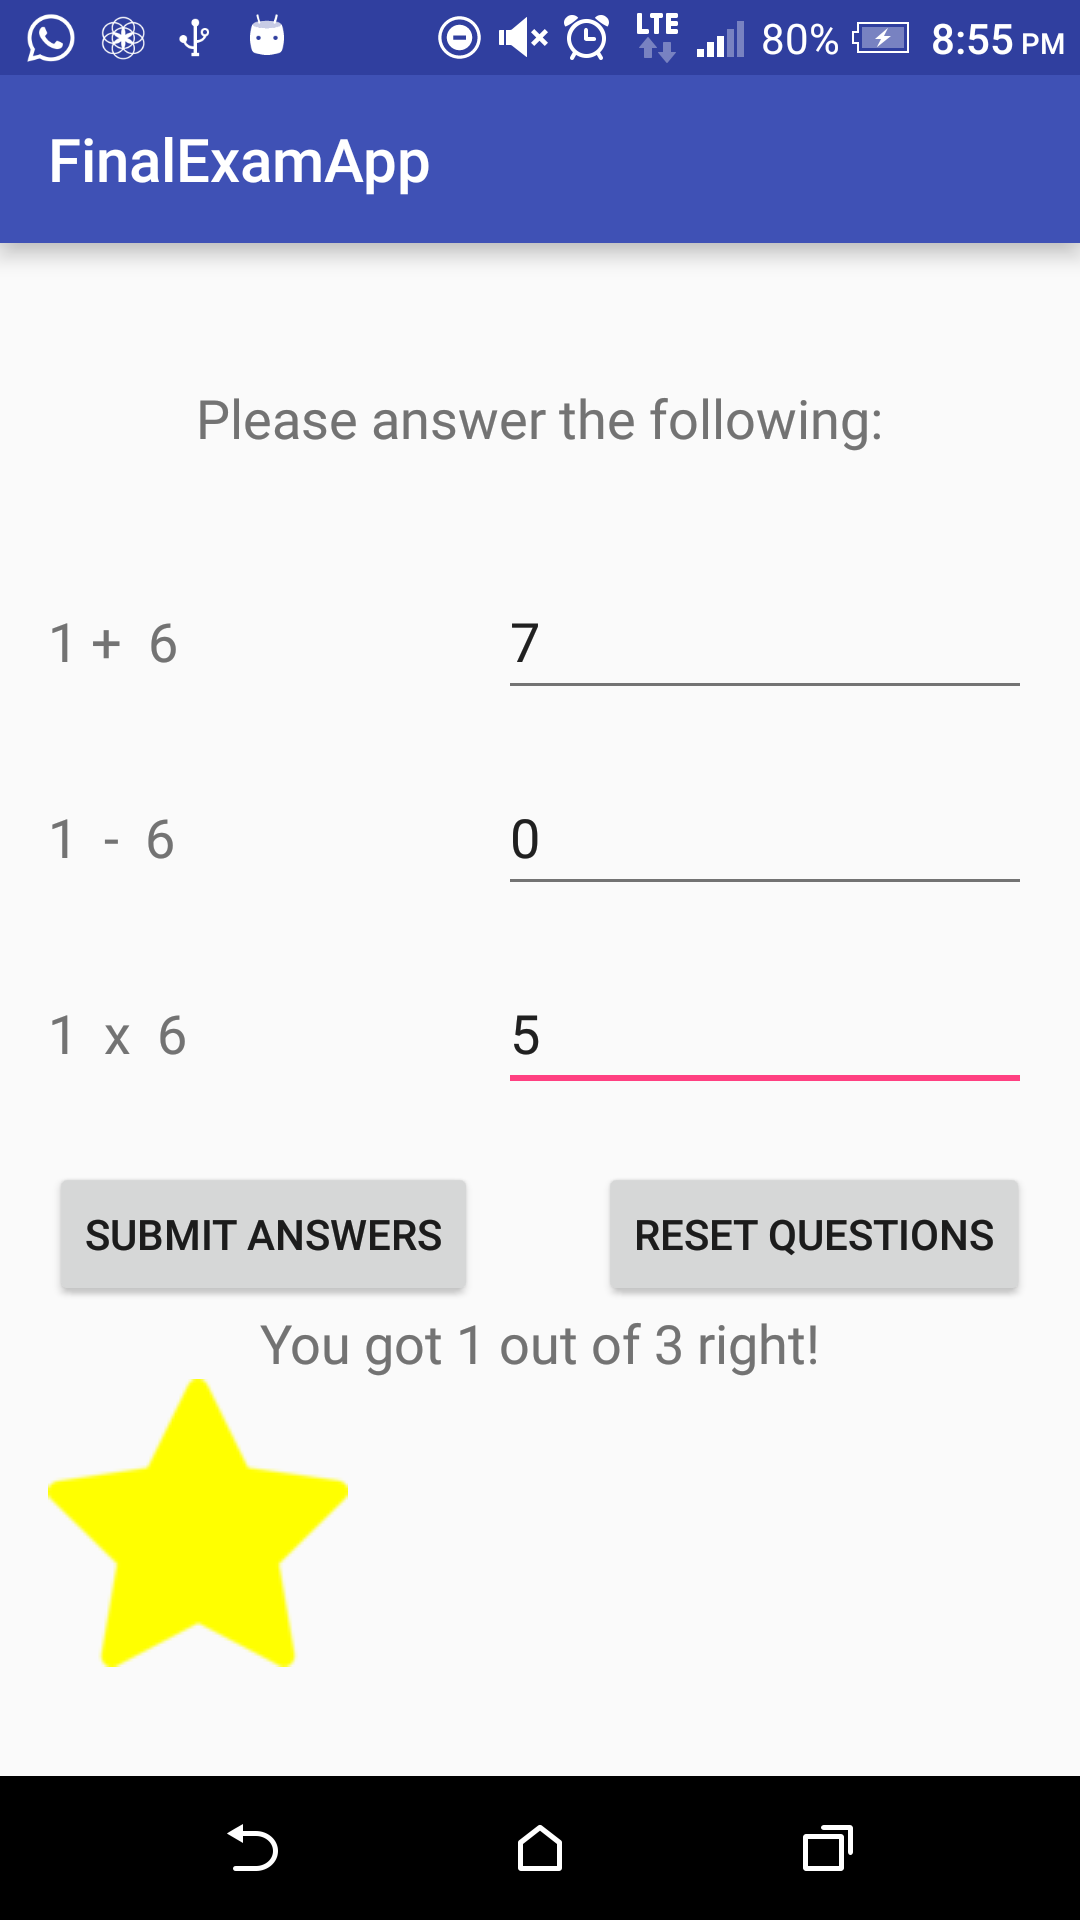 LTE 80% 8:55 PM
FinalExamApp
Please answer the following:
1 + 6 7
1 - 6 0
1 x 6 5
SUBMIT ANSWERS RESET QUESTIONS
You got 1 out of 3 right!